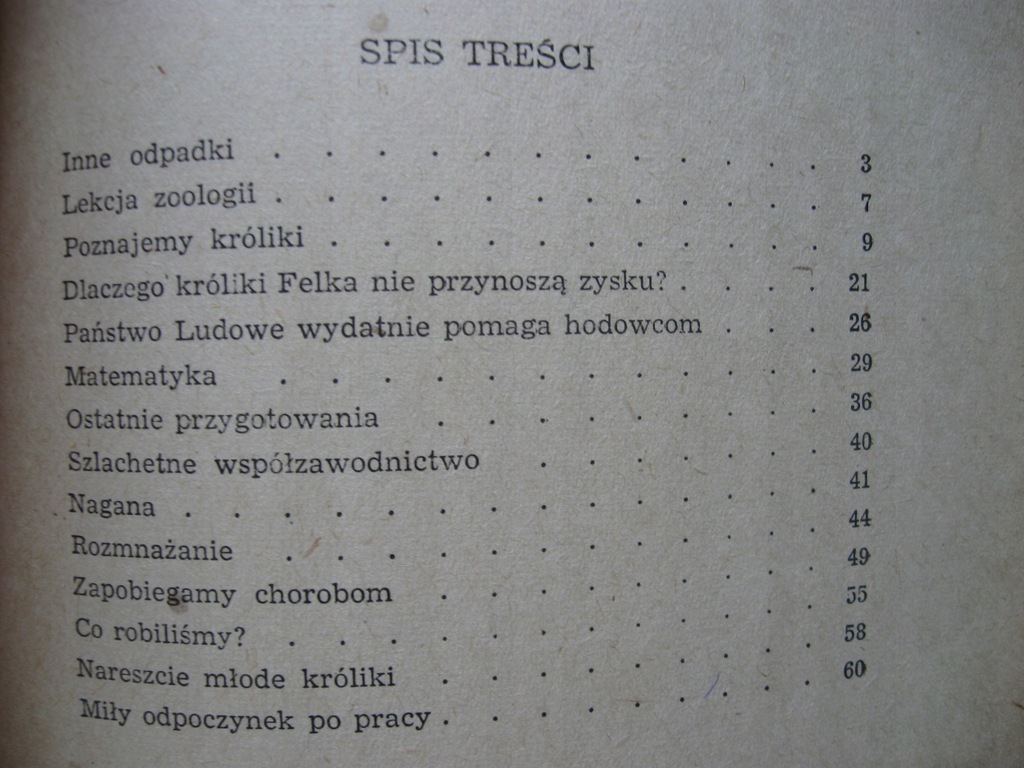 SPIS TREŚCI
Inne odpadki . . . . . . . . . . . 3
Lekcja zoologii . . . . . . . . . . . 7
Poznajemy króliki . . . . . . . . . . 9
Dlaczego króliki Felka nie przynoszą zysku? . . . . 21
Państwo Ludowe wydatnie pomaga hodowcom . . . 26
Matematyka . . . . . . . . . . . 29
Ostatnie przygotowania . . . . . . . . 36
Szlachetne współzawodnictwo . . . . . . 40
Nagana . . . . . . . . . . . . . 41
Rozmnażanie . . . . . . . . . . . 44
Zapobiegamy chorobom . . . . . . . . 49
Co robiliśmy? . . . . . . . . . . . 55
Nareszcie młode króliki . . . . . . . . 58
Miły odpoczynek po pracy . . . . . . . . 60